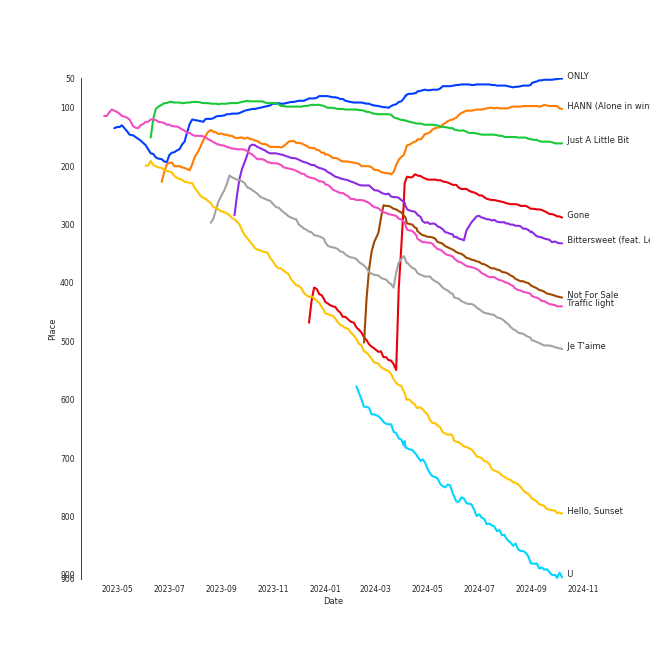 50
100
200
300
400
500
600
700
800
900
906
Place
ONLY
HANN (Alone in win
Just A Little Bit
Gone
Bittersweet (feat. Le
Not For Sale
Traffic light
Je T'aime
Hello, Sunset
U
2023-05 2023-07 2023-09 2023-11 2024-01 2024-03 2024-05 2024-07 2024-09 2024-11
Date